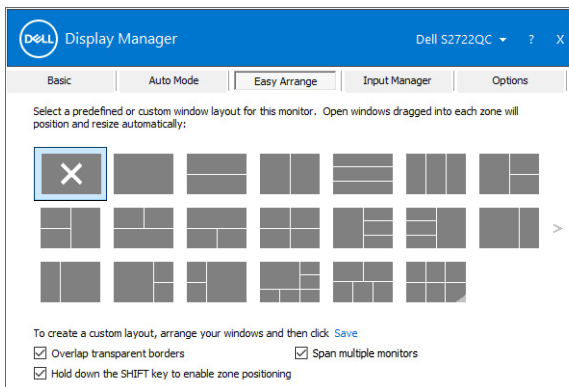 DELL Display Manager Dell S2722QC ? X
Basic Auto Mode Easy Arrange Input Manager Options
Select a predefined or custom window layout for this monitor. Open windows dragged into each zone will
position and resize automatically:
>
To create a custom layout, arrange your windows and then click Save
Overlap transparent borders Span multiple monitors
Hold down the SHIFT key to enable zone positioning